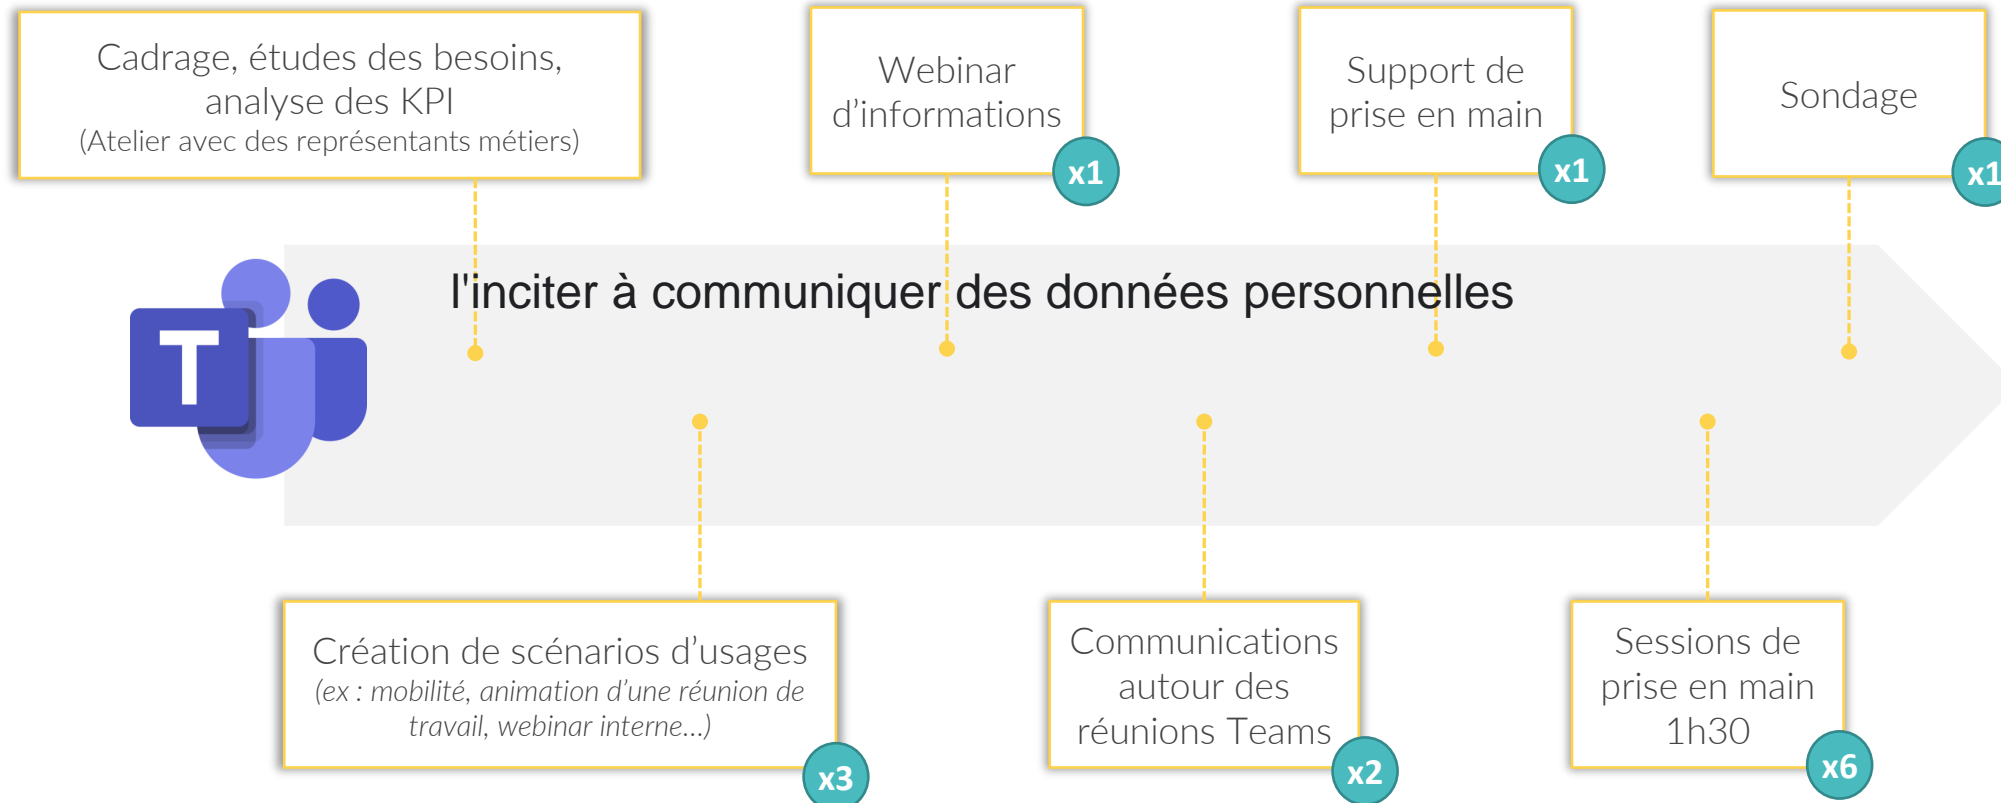 Cadrage, études des besoins,
analyse des KPI
(Atelier avec des représentants métiers)
Webinar
d’informations
x1
Support de
prise en main
x1
Sondage
x1
l'inciter à communiquer des données personnelles
T
Création de scénarios d’usages
(ex : mobilité, animation d’une réunion de
travail, webinar interne…)
x3
Communications
autour des
réunions Teams
x2
Sessions de
prise en main
1h30
x6